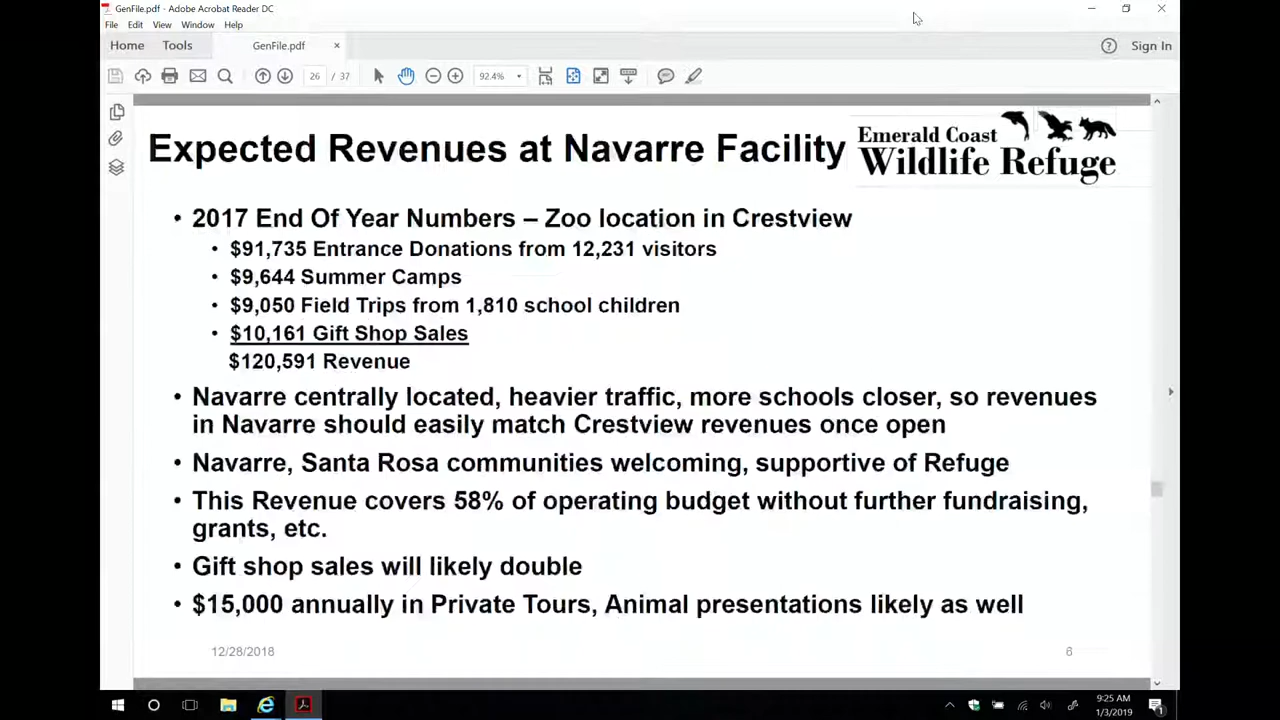 GenFile.pdf - Adobe Acrobat Reader DC
File Edit View Window Help
Home Tools GenFile.pdf × Sign In
26 / 37 92.4%
Expected Revenues at Navarre Facility
Emerald Coast
Wildlife Refuge
• 2017 End Of Year Numbers – Zoo location in Crestview
• $91,735 Entrance Donations from 12,231 visitors
• $9,644 Summer Camps
• $9,050 Field Trips from 1,810 school children
• $10,161 Gift Shop Sales
$120,591 Revenue
• Navarre centrally located, heavier traffic, more schools closer, so revenues
in Navarre should easily match Crestview revenues once open
• Navarre, Santa Rosa communities welcoming, supportive of Refuge
• This Revenue covers 58% of operating budget without further fundraising,
grants, etc.
• Gift shop sales will likely double
• $15,000 annually in Private Tours, Animal presentations likely as well
12/28/2018 6
9:25 AM
1/3/2019